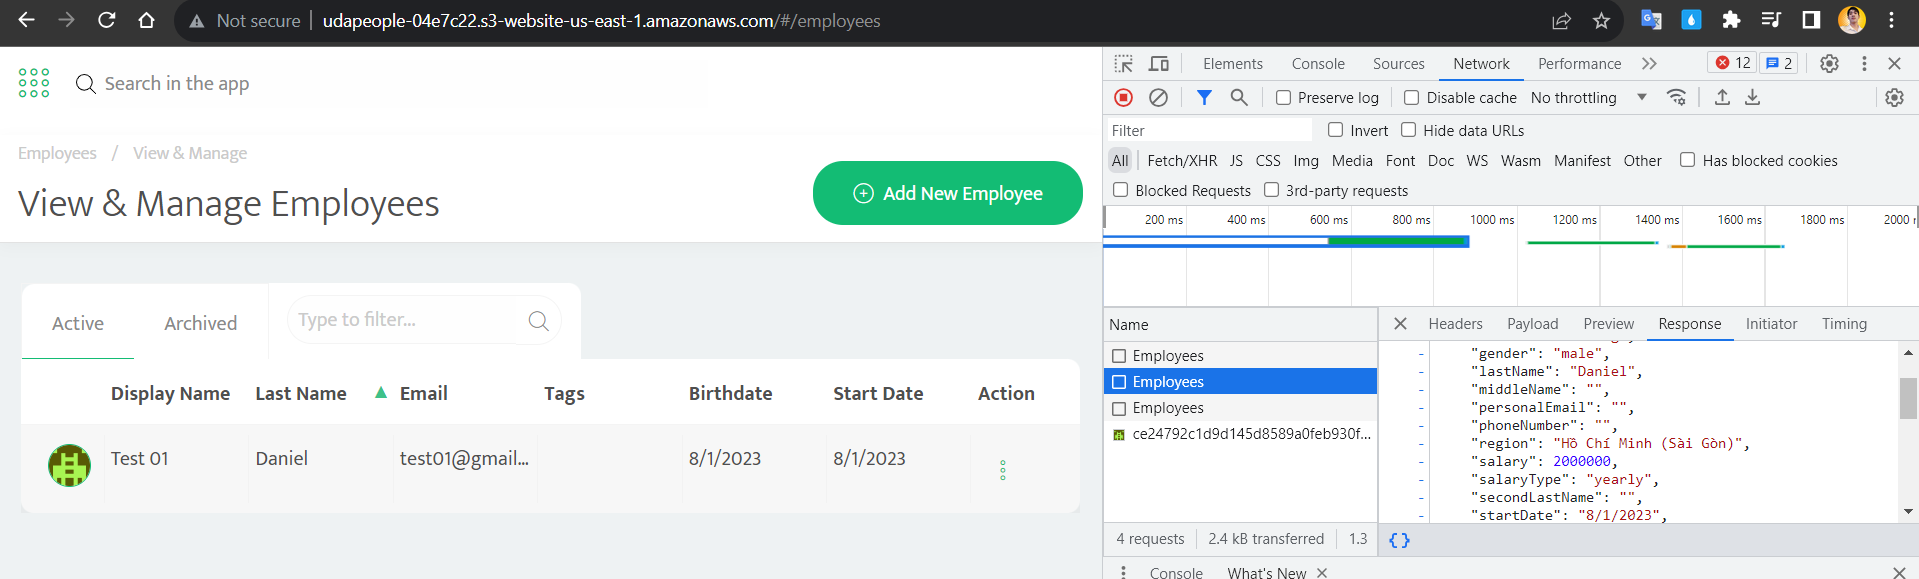 Not secure | udapeople-04e7c22.s3-website-us-east-1.amazonaws.com/#/employees
Search in the app
Employees / View & Manage
View & Manage Employees
Add New Employee
Active Archived Type to filter...
Display Name Last Name Email Tags Birthdate Start Date Action
Test 01 Daniel test01@gmail... 8/1/2023 8/1/2023
Elements Console Sources Network Performance 12 2
Preserve log Disable cache No throttling
Filter Invert Hide data URLs
All Fetch/XHR JS CSS Img Media Font Doc WS Wasm Manifest Other Has blocked cookies
Blocked Requests 3rd-party requests
200 ms 400 ms 600 ms 800 ms 1000 ms 1200 ms 1400 ms 1600 ms 1800 ms 2000
Name
Employees
Employees
Employees
ce24792c1d9d145d8589a0feb930f...
4 requests 2.4 kB transferred 1.3
Headers Payload Preview Response Initiator Timing
- "gender": "male",
- "lastName": "Daniel",
- "middleName": "",
- "personalEmail": "",
- "phoneNumber": "",
- "region": "Hồ Chí Minh (Sài Gòn)",
- "salary": 2000000,
- "salaryType": "yearly",
- "secondLastName": "",
- "startDate": "8/1/2023",
{}
Console What's New